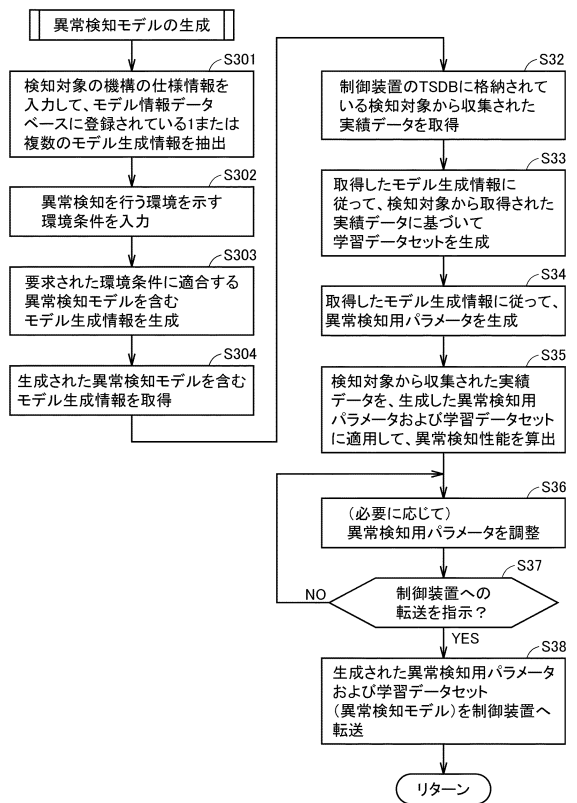 異常検知モデルの生成
S301
検知対象の機構の仕様情報を
入力して、モデル情報データ
ベースに登録されている1または
複数のモデル生成情報を抽出
S302
異常検知を行う環境を示す
環境条件を入力
S303
要求された環境条件に適合する
異常検知モデルを含む
モデル生成情報を生成
S304
生成された異常検知モデルを含む
モデル生成情報を取得
S32
制御装置のTSDBに格納されて
いる検知対象から収集された
実績データを取得
S33
取得したモデル生成情報に
従って、検知対象から取得された
実績データに基づいて
学習データセットを生成
S34
取得したモデル生成情報に従って、
異常検知用パラメータを生成
S35
検知対象から収集された実績
データを、生成した異常検知用
パラメータおよび学習データセット
に適用して、異常検知性能を算出
S36
（必要に応じて）
異常検知用パラメータを調整
S37
制御装置への
転送を指示？
NO
YES
S38
生成された異常検知用パラメータ
および学習データセット
（異常検知モデル）を制御装置へ
転送
リターン